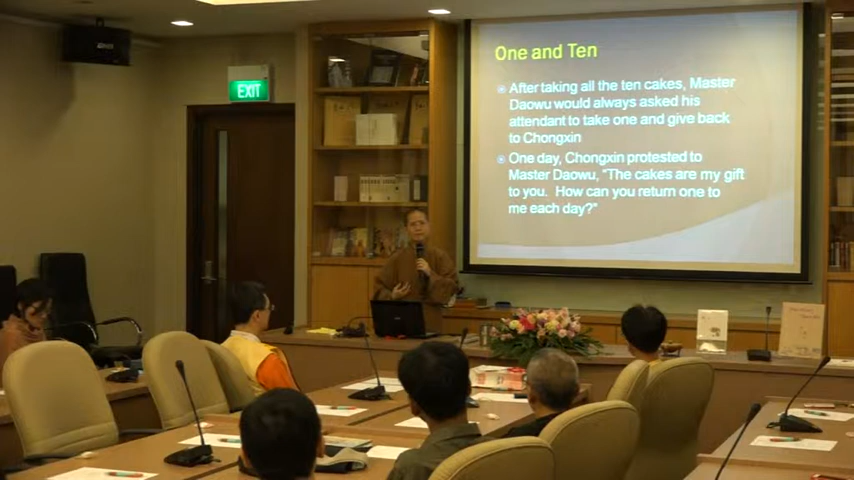 EXIT
One and Ten
After taking all the ten cakes, Master
Daowu would always asked his
attendant to take one and give back
to Chongxin
One day, Chongxin protested to
Master Daowu, “The cakes are my gift
to you. How can you return one to
me each day?”